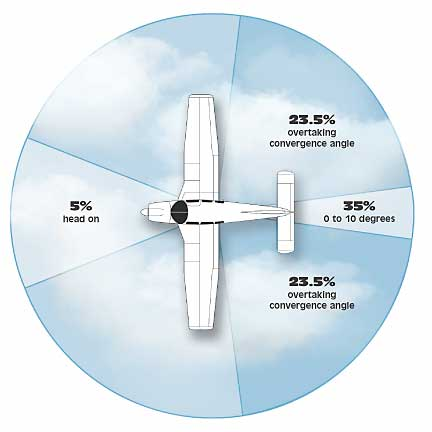 23.5%
overtaking
convergence angle
5%
head on
35%
0 to 10 degrees
23.5%
overtaking
convergence angle